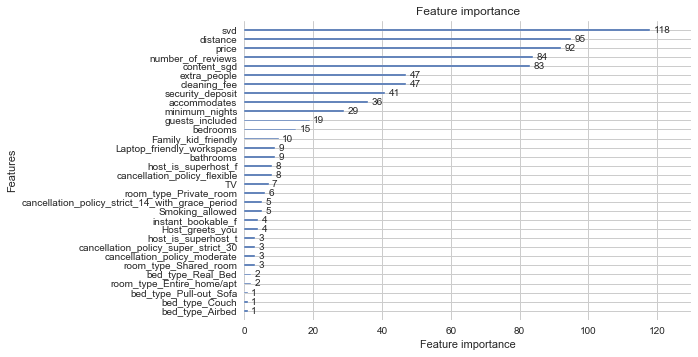 Feature importance
svd 118
distance 95
price 92
number_of_reviews 84
content_sgd 83
extra_people 47
cleaning_fee 47
security_deposit 41
accommodates 36
minimum_nights 29
guests_included 19
bedrooms 15
Family_kid_friendly 10
Laptop_friendly_workspace 9
bathrooms 9
host_is_superhost_f 8
cancellation_policy_flexible 8
TV 7
room_type_Private_room 6
cancellation_policy_strict_14_with_grace_period 5
Smoking_allowed 5
instant_bookable_f 4
Host_greets_you 4
host_is_superhost_t 3
cancellation_policy_super_strict_30 3
cancellation_policy_moderate 3
room_type_Shared_room 3
bed_type_Real_Bed 2
room_type_Entire_home/apt 2
bed_type_Pull-out_Sofa 1
bed_type_Couch 1
bed_type_Airbed 1
Features
0 20 40 60 80 100 120
Feature importance